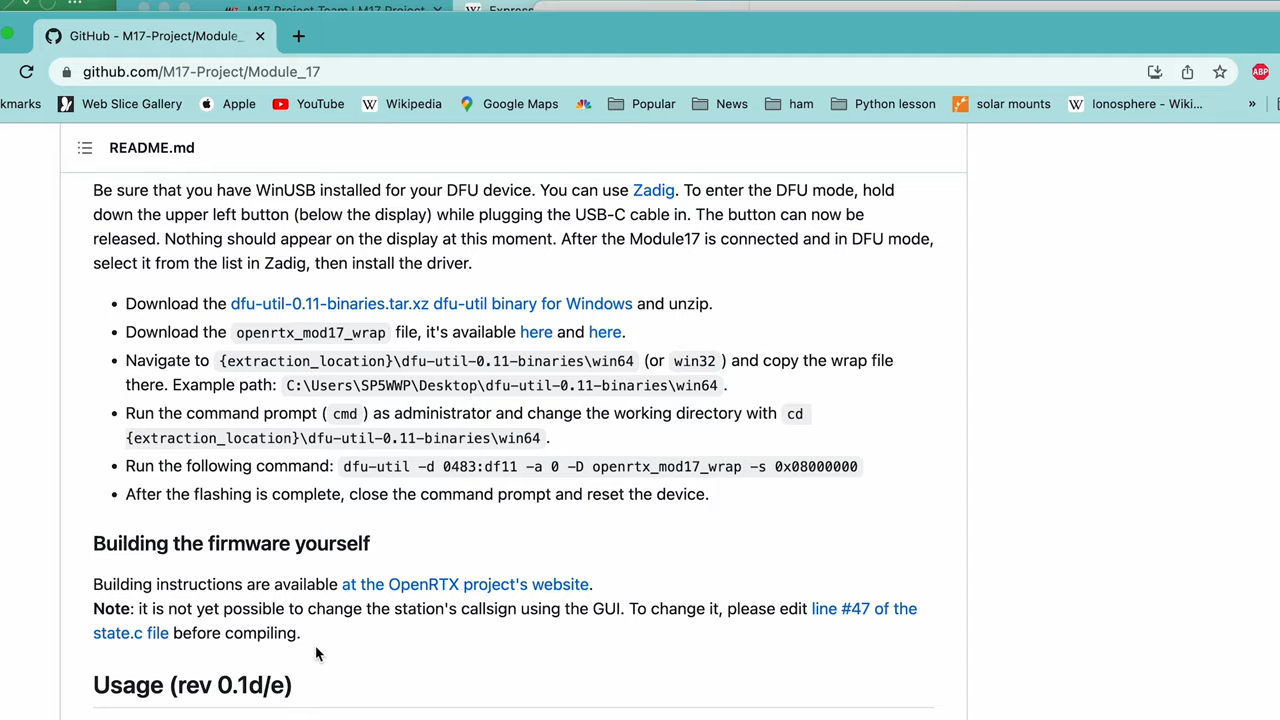 M17 Project Team | M17 Project
W Express
GitHub - M17-Project/Module_
github.com/M17-Project/Module_17
ABP
kmarks Web Slice Gallery Apple YouTube W Wikipedia Google Maps Popular News ham Python lesson solar mounts W Ionosphere - Wiki... »
README.md
Be sure that you have WinUSB installed for your DFU device. You can use Zadig. To enter the DFU mode, hold
down the upper left button (below the display) while plugging the USB-C cable in. The button can now be
released. Nothing should appear on the display at this moment. After the Module17 is connected and in DFU mode,
select it from the list in Zadig, then install the driver.
• Download the dfu-util-0.11-binaries.tar.xz dfu-util binary for Windows and unzip.
• Download the openrtx_mod17_wrap file, it's available here and here.
• Navigate to {extraction_location}\dfu-util-0.11-binaries\win64 (or win32 ) and copy the wrap file
there. Example path: C:\Users\SP5WWP\Desktop\dfu-util-0.11-binaries\win64 .
• Run the command prompt ( cmd ) as administrator and change the working directory with cd
{extraction_location}\dfu-util-0.11-binaries\win64 .
• Run the following command: dfu-util -d 0483:df11 -a 0 -D openrtx_mod17_wrap -s 0x08000000
• After the flashing is complete, close the command prompt and reset the device.
Building the firmware yourself
Building instructions are available at the OpenRTX project's website.
Note: it is not yet possible to change the station's callsign using the GUI. To change it, please edit line #47 of the
state.c file before compiling.
Usage (rev 0.1d/e)